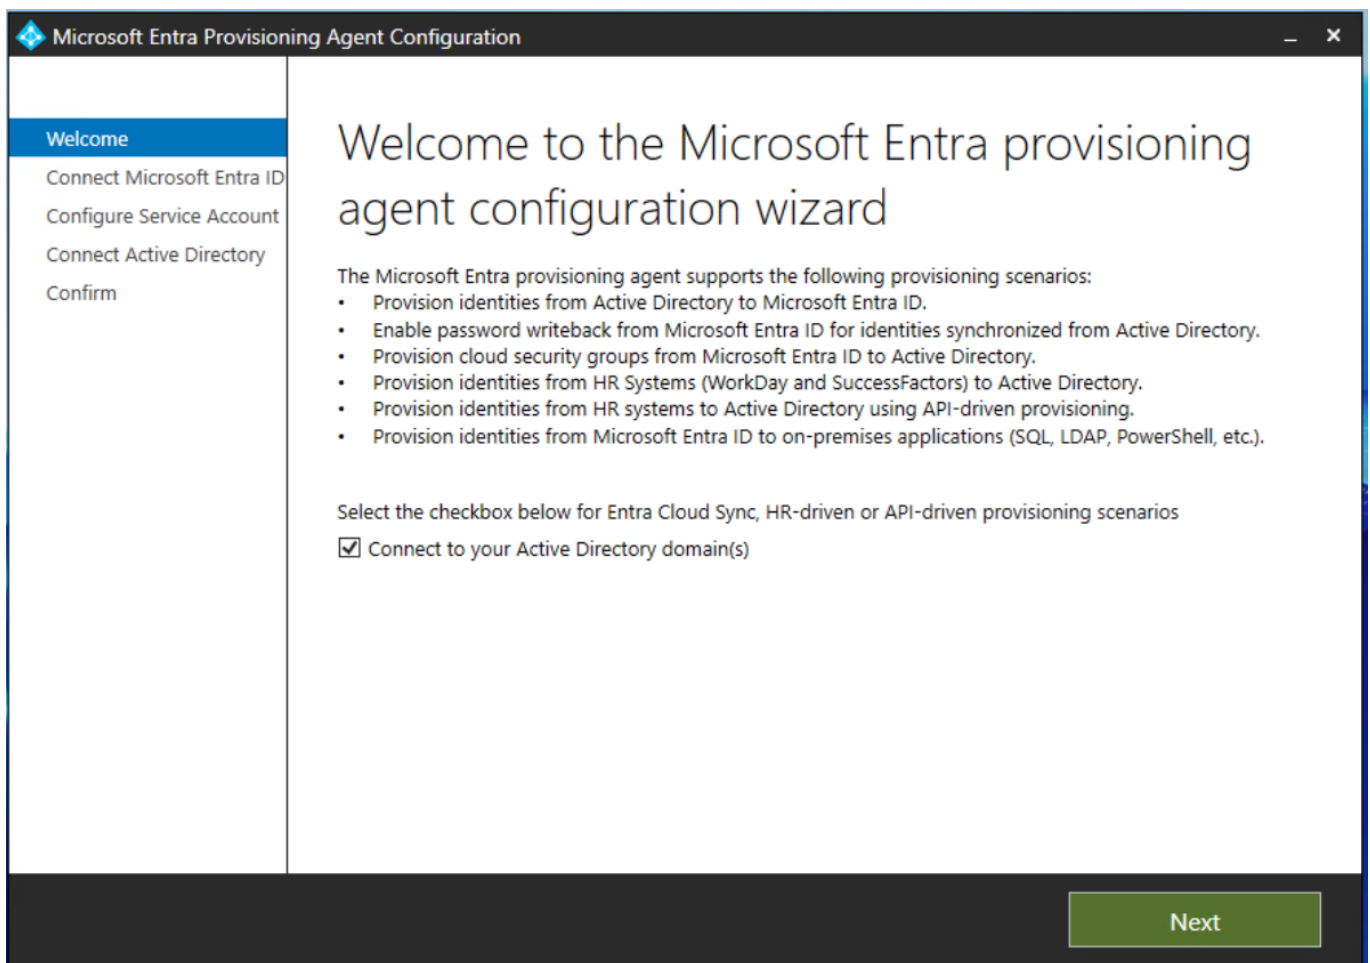 Microsoft Entra Provisioning Agent Configuration
Welcome
Connect Microsoft Entra ID
Configure Service Account
Connect Active Directory
Confirm
Welcome to the Microsoft Entra provisioning
agent configuration wizard
The Microsoft Entra provisioning agent supports the following provisioning scenarios:
• Provision identities from Active Directory to Microsoft Entra ID.
• Enable password writeback from Microsoft Entra ID for identities synchronized from Active Directory.
• Provision cloud security groups from Microsoft Entra ID to Active Directory.
• Provision identities from HR Systems (WorkDay and SuccessFactors) to Active Directory.
• Provision identities from HR systems to Active Directory using API-driven provisioning.
• Provision identities from Microsoft Entra ID to on-premises applications (SQL, LDAP, PowerShell, etc.).
Select the checkbox below for Entra Cloud Sync, HR-driven or API-driven provisioning scenarios
Connect to your Active Directory domain(s)
Next